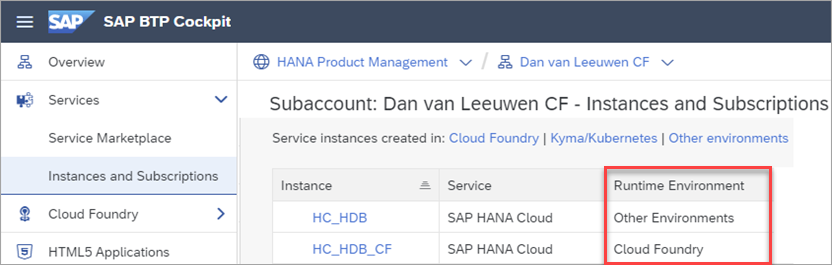 SAP SAP BTP Cockpit
Overview
Services
Service Marketplace
Instances and Subscriptions
Cloud Foundry
HTML5 Applications
HANA Product Management / Dan van Leeuwen CF
Subaccount: Dan van Leeuwen CF - Instances and Subscriptions
Service instances created in: Cloud Foundry | Kyma/Kubernetes | Other environments
Instance Service Runtime Environment
HC_HDB SAP HANA Cloud Other Environments
HC_HDB_CF SAP HANA Cloud Cloud Foundry